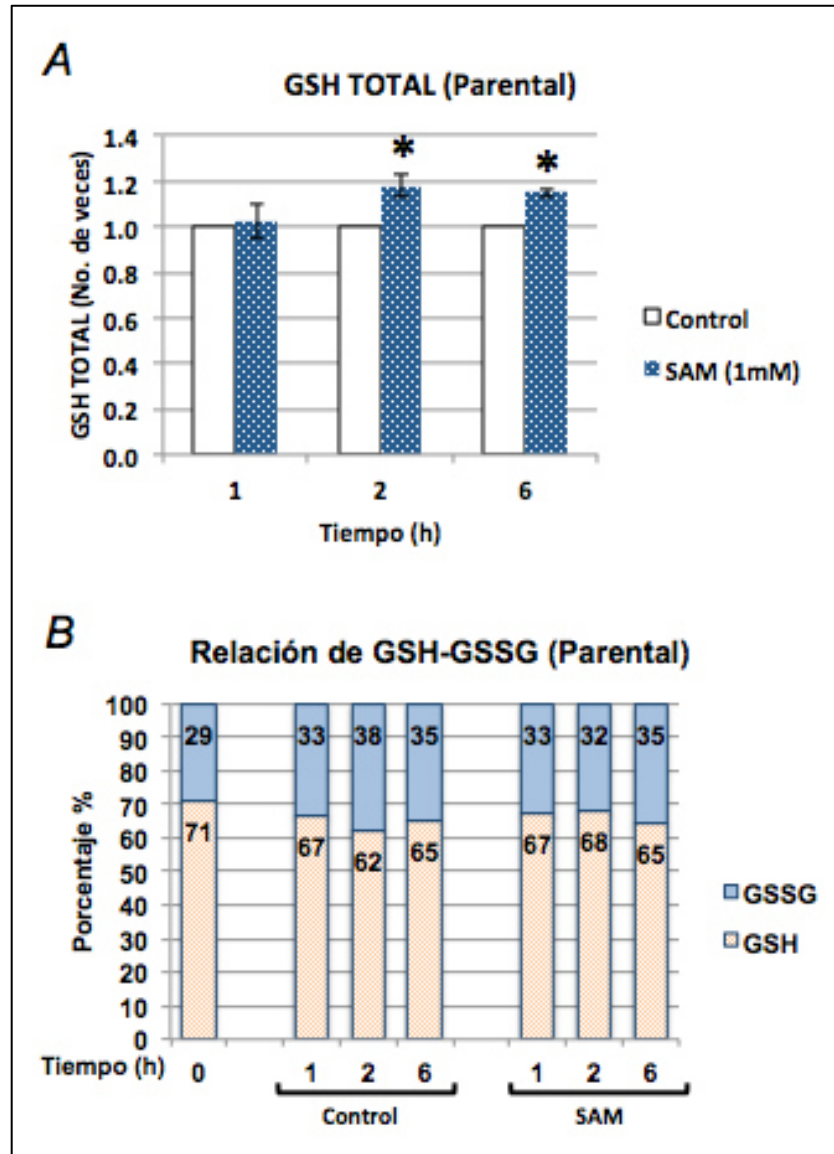 A
GSH TOTAL (Parental)
GSH TOTAL (No. de veces)
1.4
1.2
1.0
0.8
0.6
0.4
0.2
0.0
* *
1 2 6
Tiempo (h)
Control
SAM (1mM)
B
Relación de GSH-GSSG (Parental)
Porcentaje %
100
90
80
70
60
50
40
30
20
10
0
29 33 38 35 33 32 35
71 67 62 65 67 68 65
GSSG
GSH
Tiempo (h) 0 1 2 6 1 2 6
Control SAM